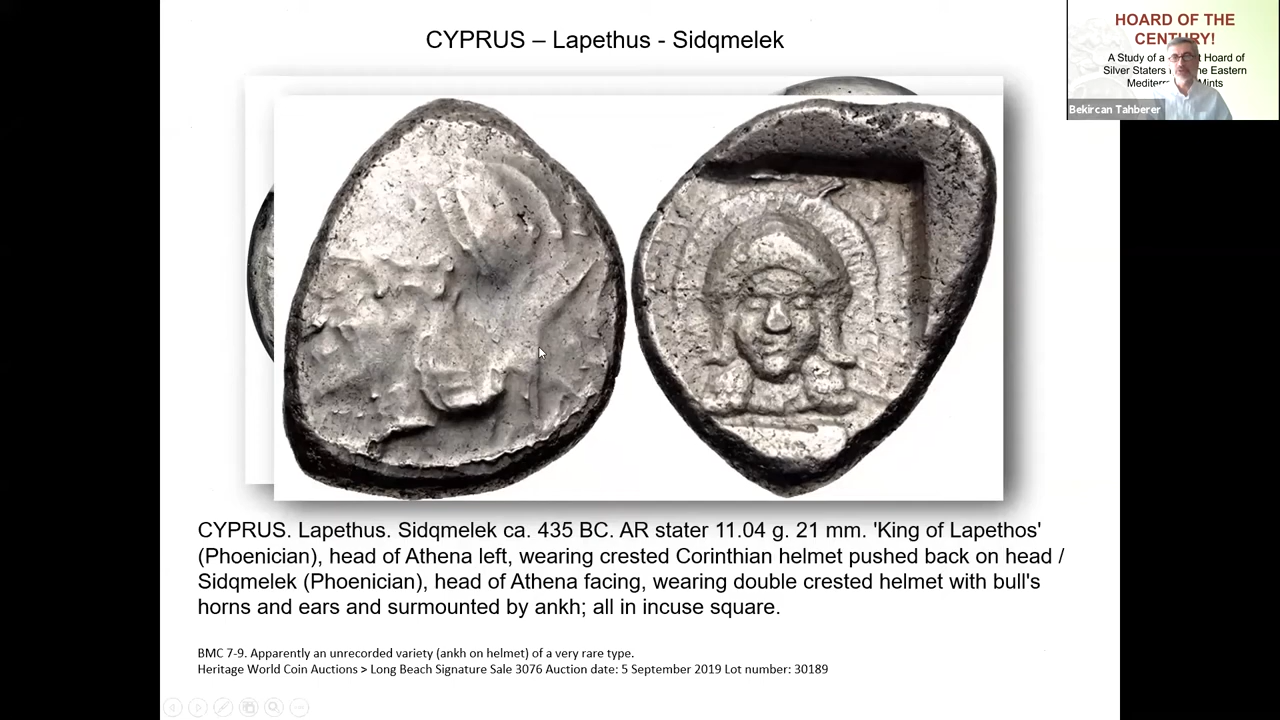 CYPRUS – Lapethus - Sidqmelek
HOARD OF THE
CENTURY!
A Study of a Hoard of
Silver Staters the Eastern
Mints
Bekircan Tahberer
CYPRUS. Lapethus. Sidqmelek ca. 435 BC. AR stater 11.04 g. 21 mm. 'King of Lapethos'
(Phoenician), head of Athena left, wearing crested Corinthian helmet pushed back on head /
Sidqmelek (Phoenician), head of Athena facing, wearing double crested helmet with bull's
horns and ears and surmounted by ankh; all in incuse square.
BMC 7-9. Apparently an unrecorded variety (ankh on helmet) of a very rare type.
Heritage World Coin Auctions > Long Beach Signature Sale 3076 Auction date: 5 September 2019 Lot number: 30189